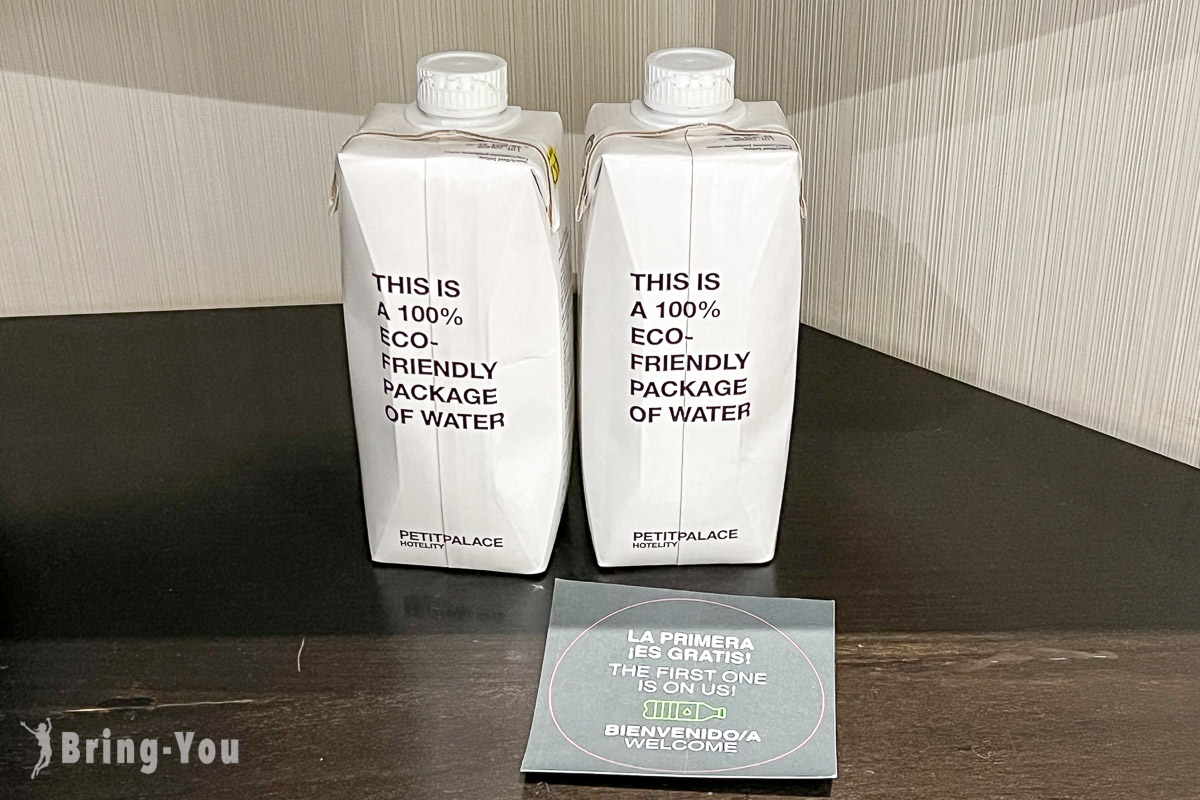 THIS IS
A 100%
ECO-
FRIENDLY
PACKAGE
OF WATER
PETITPALACE
HOTELITY
THIS IS
A 100%
ECO-
FRIENDLY
PACKAGE
OF WATER
PETITPALACE
HOTELITY
LA PRIMERA
¡ES GRATIS!
THE FIRST ONE
IS ON US!
BIENVENIDO/A
WELCOME
Bring-You